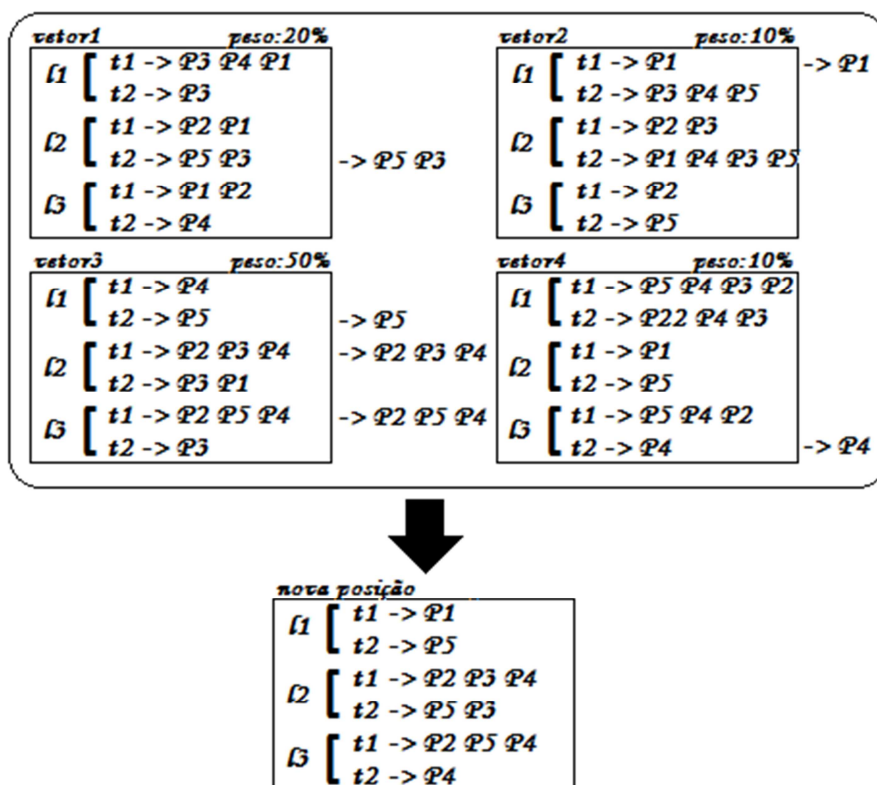 vetor1 peso:20%
l1 [ t1 -> P3 P4 P1
t2 -> P3
l2 [ t1 -> P2 P1
t2 -> P5 P3 -> P5 P3
l3 [ t1 -> P1 P2
t2 -> P4
vetor2 peso:10%
l1 [ t1 -> P1 -> P1
t2 -> P3 P4 P5
l2 [ t1 -> P2 P3
t2 -> P1 P4 P3 P5
l3 [ t1 -> P2
t2 -> P5
vetor3 peso:50%
l1 [ t1 -> P4
t2 -> P5 -> P5
l2 [ t1 -> P2 P3 P4 -> P2 P3 P4
t2 -> P3 P1
l3 [ t1 -> P2 P5 P4 -> P2 P5 P4
t2 -> P3
vetor4 peso:10%
l1 [ t1 -> P5 P4 P3 P2
t2 -> P22 P4 P3
l2 [ t1 -> P1
t2 -> P5
l3 [ t1 -> P5 P4 P2
t2 -> P4 -> P4
nova posição
l1 [ t1 -> P1
t2 -> P5
l2 [ t1 -> P2 P3 P4
t2 -> P5 P3
l3 [ t1 -> P2 P5 P4
t2 -> P4